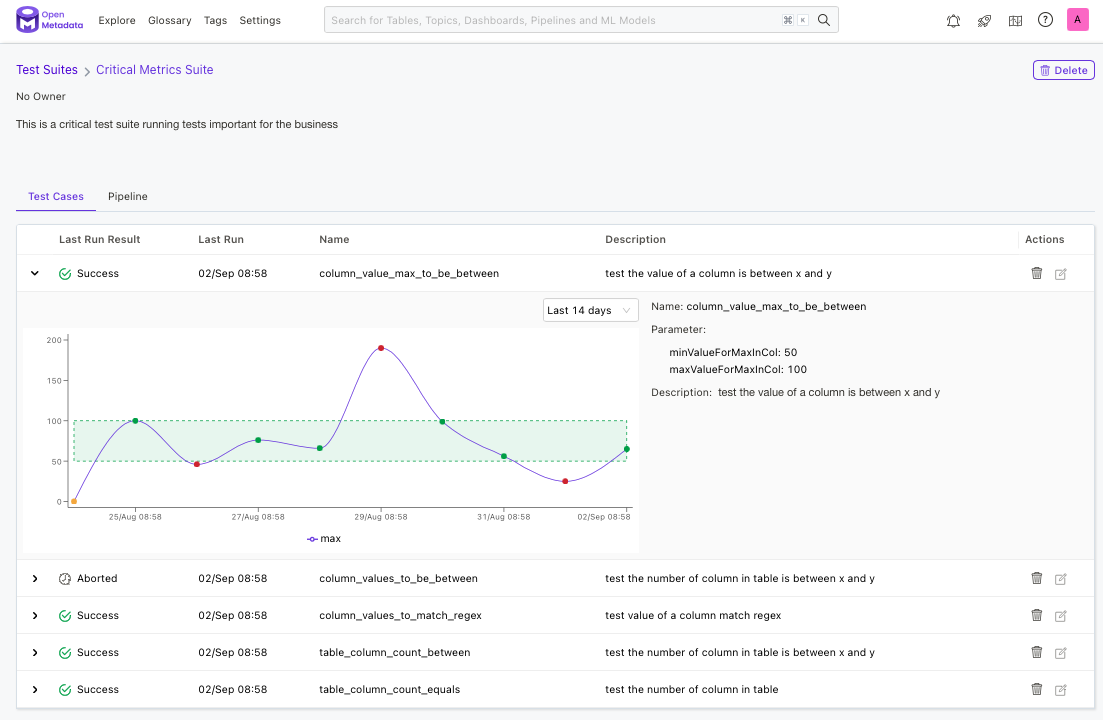 Open Metadata Explore Glossary Tags Settings Search for Tables, Topics, Dashboards, Pipelines and ML Models ⌘ K ? A
Test Suites > Critical Metrics Suite Delete
No Owner
This is a critical test suite running tests important for the business
Test Cases Pipeline
Last Run Result Last Run Name Description Actions
Success 02/Sep 08:58 column_value_max_to_be_between test the value of a column is between x and y
Last 14 days
200
150
100
50
0
25/Aug 08:58 27/Aug 08:58 29/Aug 08:58 31/Aug 08:58 02/Sep 08:58
max
Name: column_value_max_to_be_between
Parameter:
minValueForMaxInCol: 50
maxValueForMaxInCol: 100
Description: test the value of a column is between x and y
Aborted 02/Sep 08:58 column_values_to_be_between test the number of column in table is between x and y
Success 02/Sep 08:58 column_values_to_match_regex test value of a column match regex
Success 02/Sep 08:58 table_column_count_between test the number of column in table is between x and y
Success 02/Sep 08:58 table_column_count_equals test the number of column in table